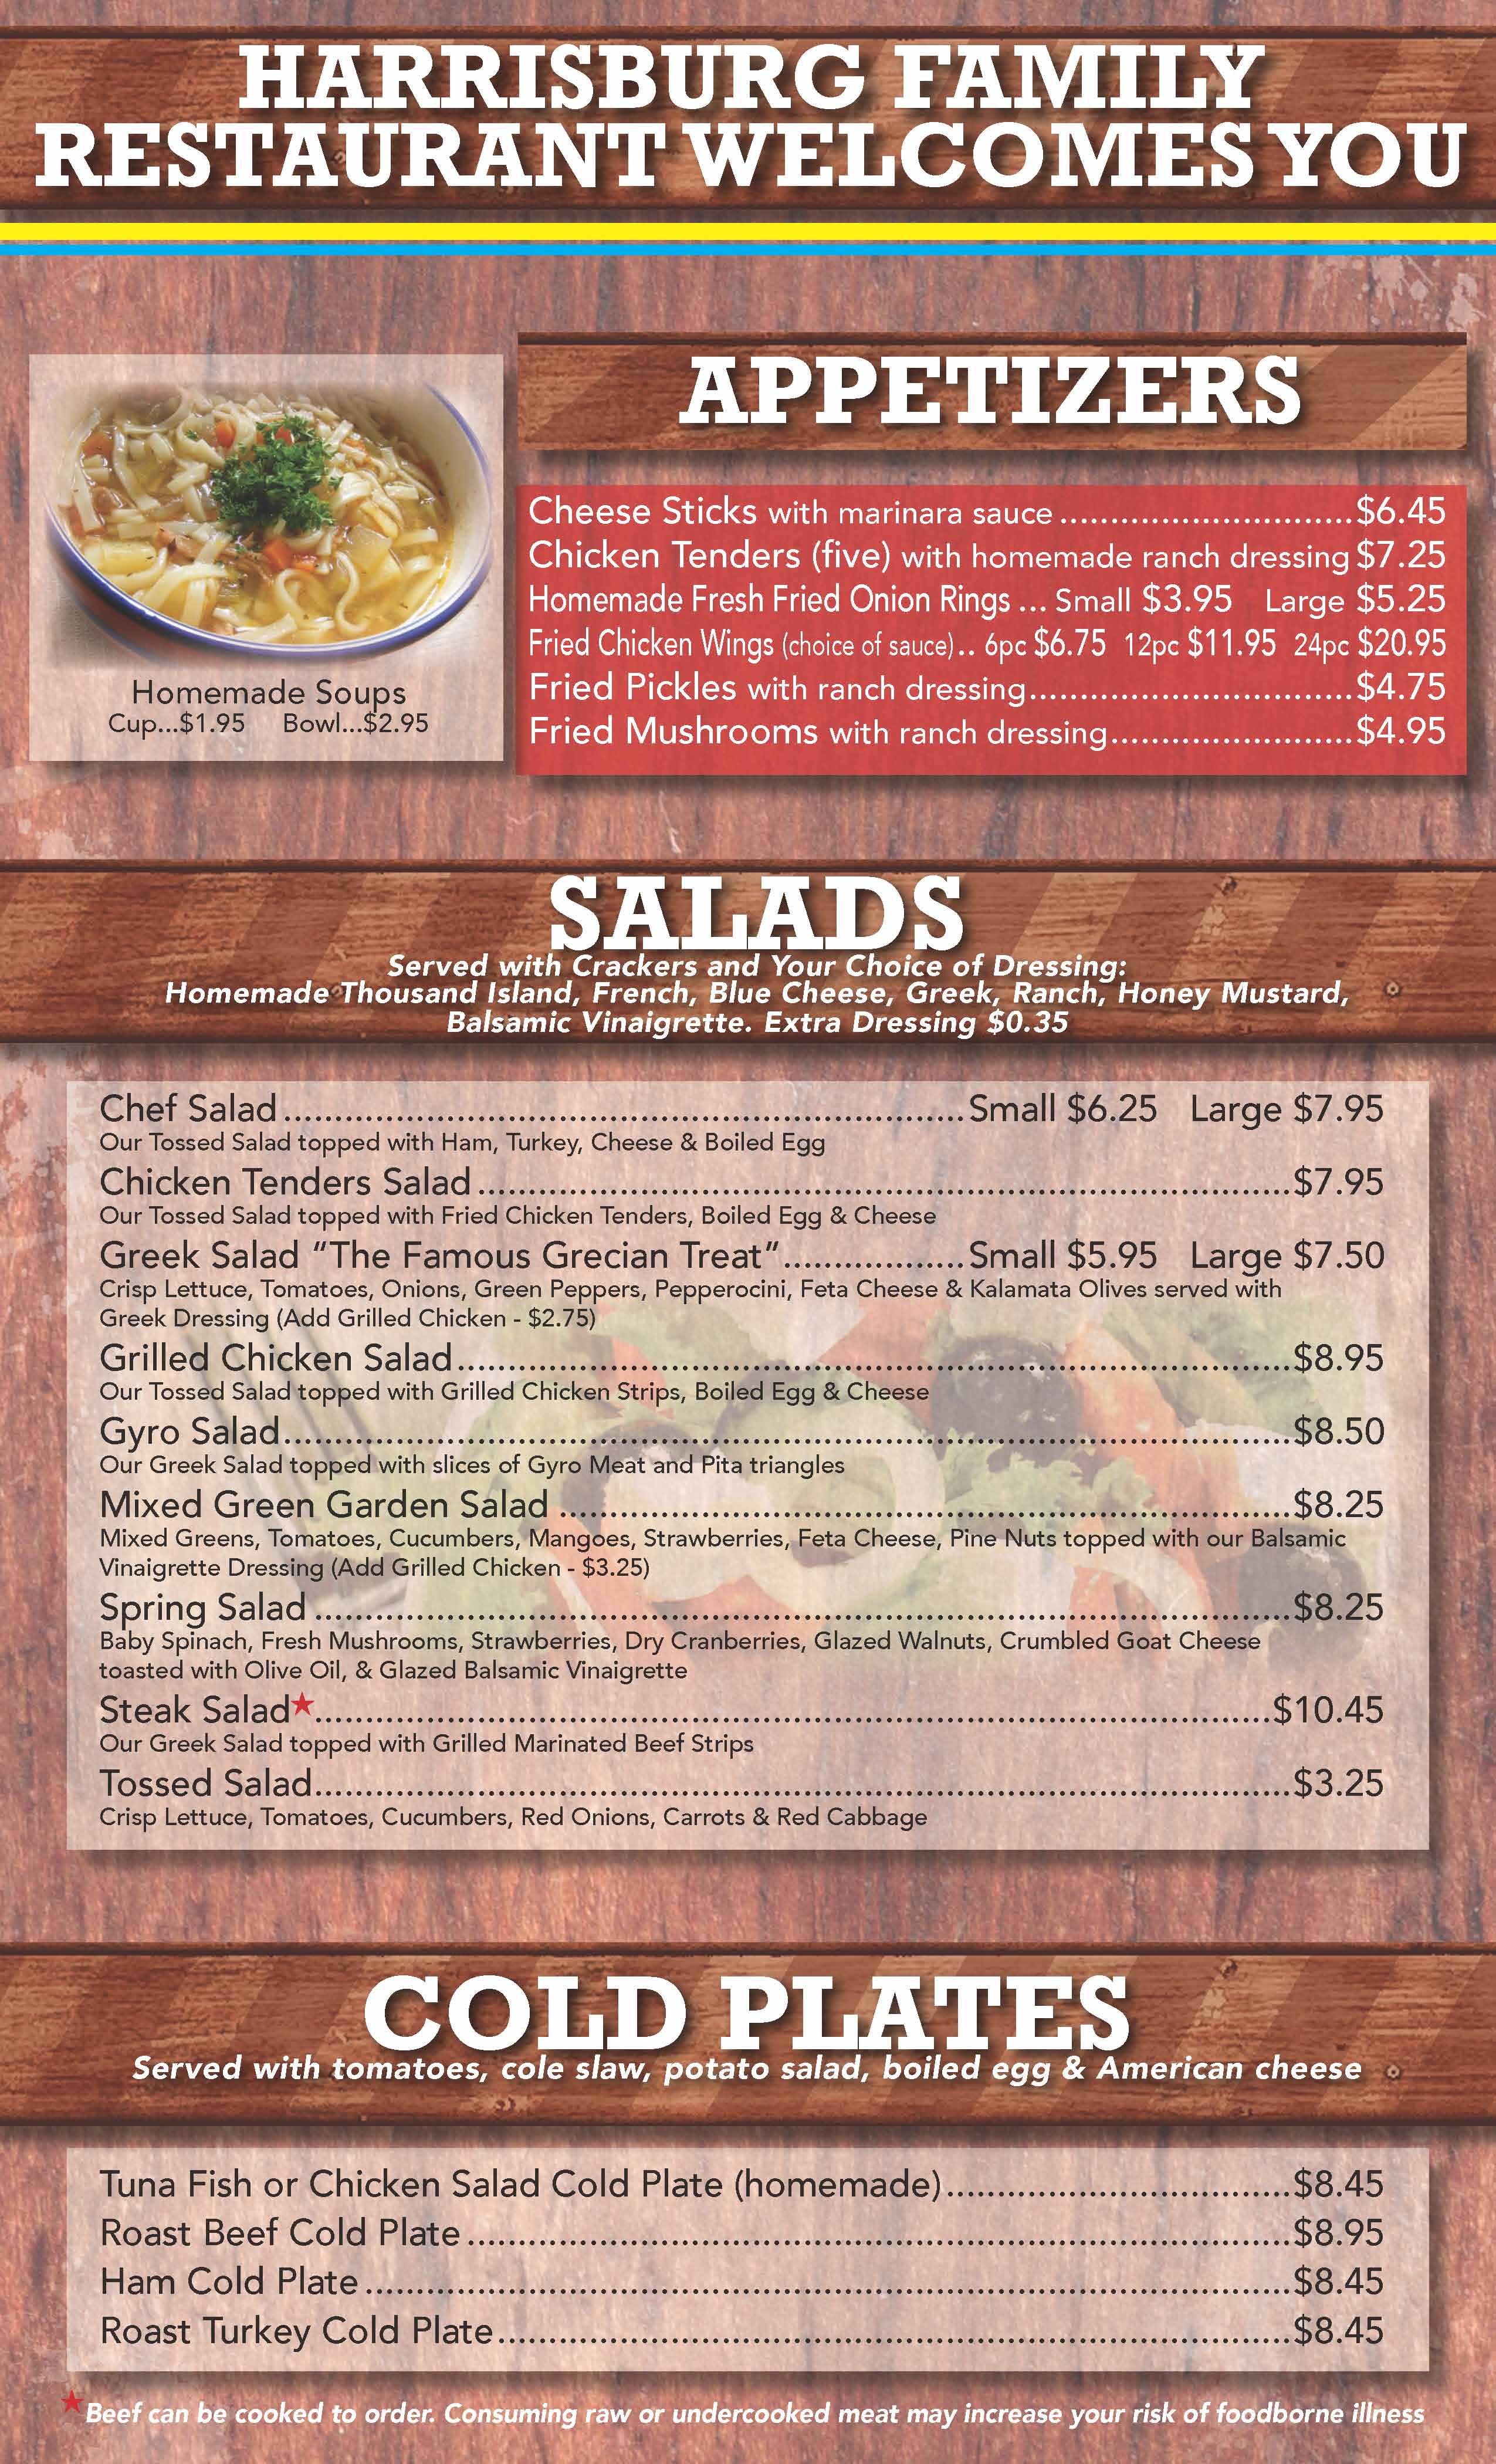 HARRISBURG FAMILY
RESTAURANT WELCOMES YOU
Homemade Soups
Cup...$1.95 Bowl...$2.95
APPETIZERS
Cheese Sticks with marinara sauce.............................$6.45
Chicken Tenders (five) with homemade ranch dressing $7.25
Homemade Fresh Fried Onion Rings ... Small $3.95 Large $5.25
Fried Chicken Wings (choice of sauce).. 6pc $6.75 12pc $11.95 24pc $20.95
Fried Pickles with ranch dressing................................$4.75
Fried Mushrooms with ranch dressing........................$4.95
SALADS
Served with Crackers and Your Choice of Dressing:
Homemade Thousand Island, French, Blue Cheese, Greek, Ranch, Honey Mustard,
Balsamic Vinaigrette. Extra Dressing $0.35
Chef Salad...................................................................Small $6.25 Large $7.95
Our Tossed Salad topped with Ham, Turkey, Cheese & Boiled Egg
Chicken Tenders Salad................................................................................$7.95
Our Tossed Salad topped with Fried Chicken Tenders, Boiled Egg & Cheese
Greek Salad “The Famous Grecian Treat”..................Small $5.95 Large $7.50
Crisp Lettuce, Tomatoes, Onions, Green Peppers, Pepperocini, Feta Cheese & Kalamata Olives served with
Greek Dressing (Add Grilled Chicken - $2.75)
Grilled Chicken Salad..................................................................................$8.95
Our Tossed Salad topped with Grilled Chicken Strips, Boiled Egg & Cheese
Gyro Salad...................................................................................................$8.50
Our Greek Salad topped with slices of Gyro Meat and Pita triangles
Mixed Green Garden Salad ........................................................................$8.25
Mixed Greens, Tomatoes, Cucumbers, Mangoes, Strawberries, Feta Cheese, Pine Nuts topped with our Balsamic
Vinaigrette Dressing (Add Grilled Chicken - $3.25)
Spring Salad................................................................................................$8.25
Baby Spinach, Fresh Mushrooms, Strawberries, Dry Cranberries, Glazed Walnuts, Crumbled Goat Cheese
toasted with Olive Oil, & Glazed Balsamic Vinaigrette
Steak Salad★..............................................................................................$10.45
Our Greek Salad topped with Grilled Marinated Beef Strips
Tossed Salad................................................................................................$3.25
Crisp Lettuce, Tomatoes, Cucumbers, Red Onions, Carrots & Red Cabbage
COLD PLATES
Served with tomatoes, cole slaw, potato salad, boiled egg & American cheese
Tuna Fish or Chicken Salad Cold Plate (homemade)..................................$8.45
Roast Beef Cold Plate.................................................................................$8.95
Ham Cold Plate...........................................................................................$8.45
Roast Turkey Cold Plate..............................................................................$8.45
★Beef can be cooked to order. Consuming raw or undercooked meat may increase your risk of foodborne illness